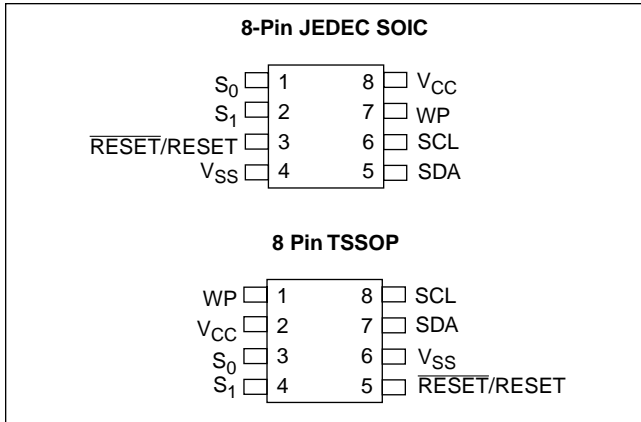 8-Pin JEDEC SOIC
S0 1 8 VCC
S1 2 7 WP
RESET/RESET 3 6 SCL
VSS 4 5 SDA
8 Pin TSSOP
WP 1 8 SCL
VCC 2 7 SDA
S0 3 6 VSS
S1 4 5 RESET/RESET